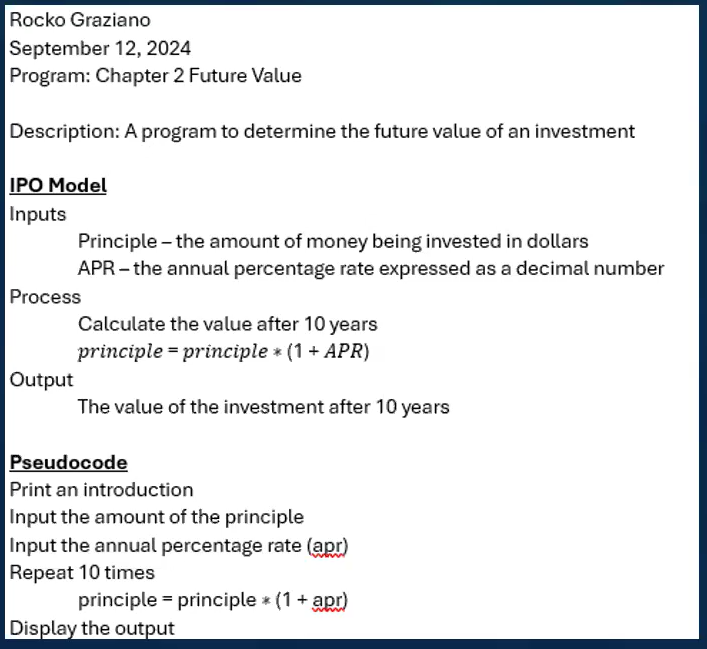 Rocko Graziano
September 12, 2024
Program: Chapter 2 Future Value
Description: A program to determine the future value of an investment
IPO Model
Inputs
Principle – the amount of money being invested in dollars
APR – the annual percentage rate expressed as a decimal number
Process
Calculate the value after 10 years
principle = principle * (1 + APR)
Output
The value of the investment after 10 years
Pseudocode
Print an introduction
Input the amount of the principle
Input the annual percentage rate (apr)
Repeat 10 times
principle = principle * (1 + apr)
Display the output